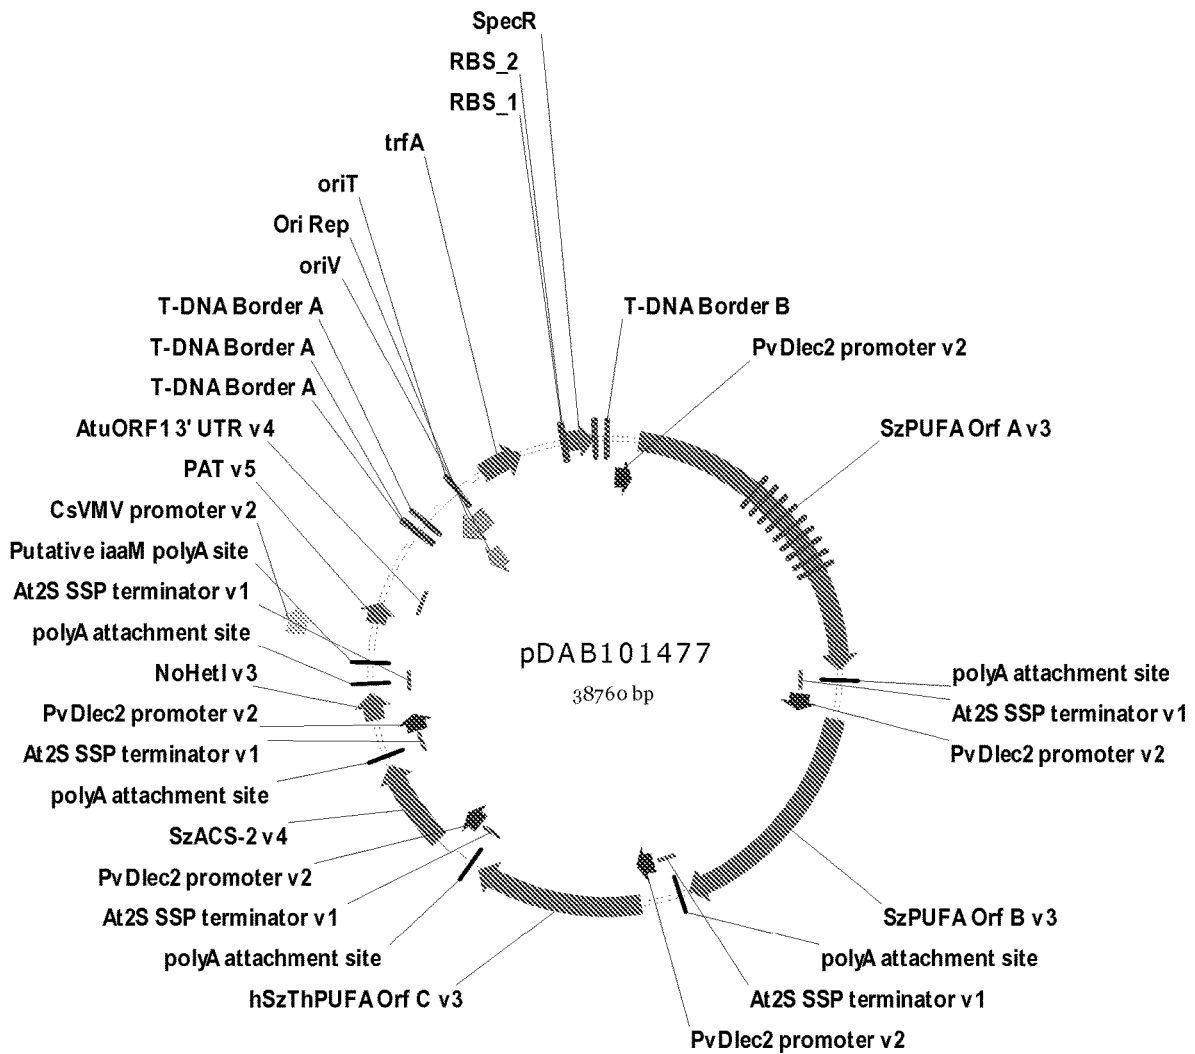 SpecR
RBS_2
RBS_1
trfA
oriT
Ori Rep
oriV
T-DNA Border A
T-DNA Border B
T-DNA Border A
PvDlec2 promoter v2
T-DNA Border A
AtuORF1 3' UTR v4
SzPUFA Orf A v3
PAT v5
CsVMV promoter v2
Putative iaaM polyA site
At2S SSP terminator v1
polyA attachment site
pDAB101477
NoHetI v3
polyA attachment site
38760 bp
PvDlec2 promoter v2
At2S SSP terminator v1
At2S SSP terminator v1
PvDlec2 promoter v2
polyA attachment site
SzACS-2 v4
PvDlec2 promoter v2
At2S SSP terminator v1
SzPUFA Orf B v3
polyA attachment site
polyA attachment site
hSzThPUFA Orf C v3
At2S SSP terminator v1
PvDlec2 promoter v2